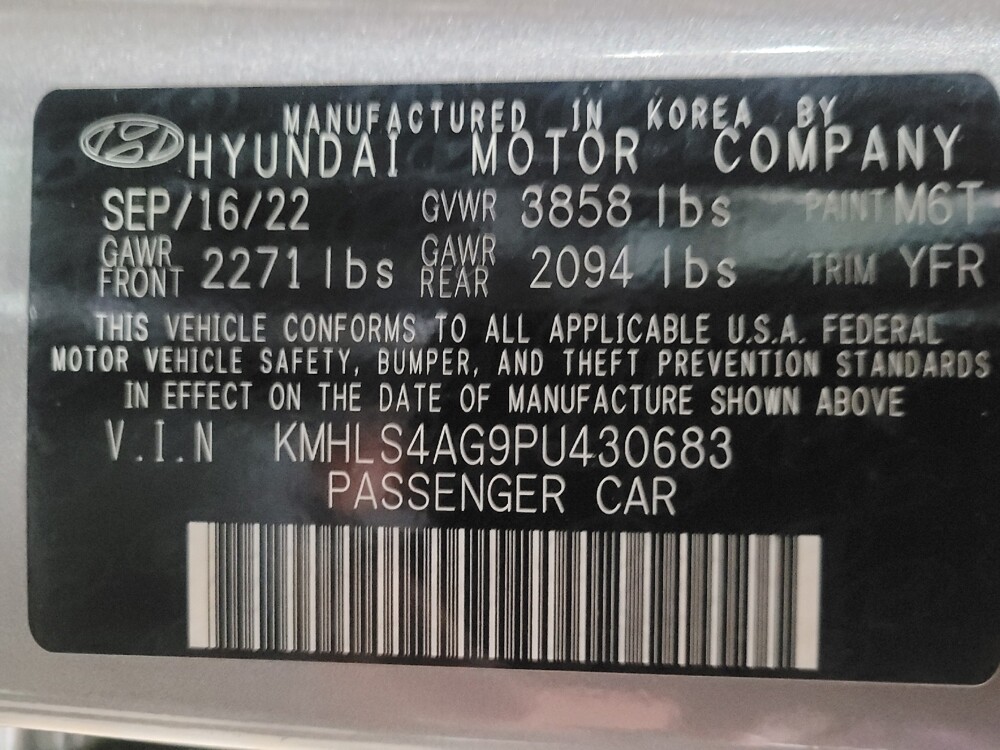 MANUFACTURED IN KOREA BY
HYUNDAI MOTOR COMPANY
SEP/16/22 GVWR 3858 lbs PAINT M6T
GAWR FRONT 2271 lbs GAWR REAR 2094 lbs TRIM YFR
THIS VEHICLE CONFORMS TO ALL APPLICABLE U.S.A. FEDERAL
MOTOR VEHICLE SAFETY, BUMPER, AND THEFT PREVENTION STANDARDS
IN EFFECT ON THE DATE OF MANUFACTURE SHOWN ABOVE
V.I.N KMHLS4AG9PU430683
PASSENGER CAR